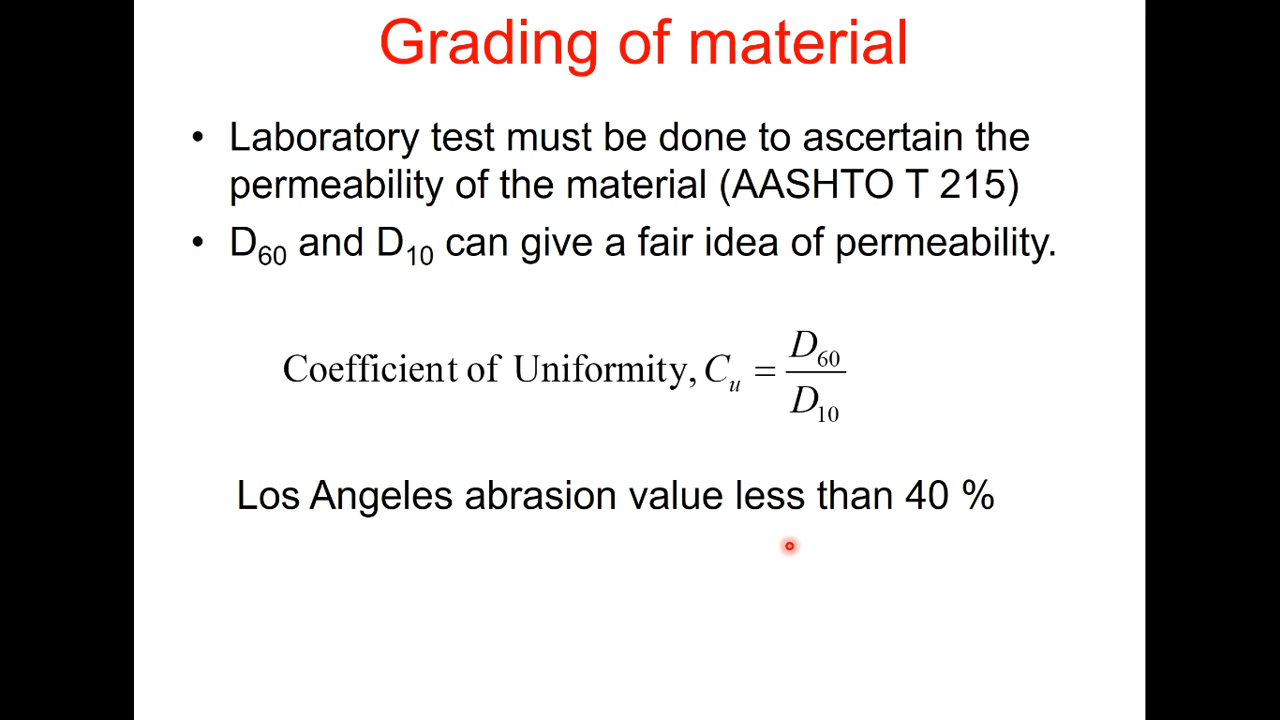 Grading of material
• Laboratory test must be done to ascertain the
permeability of the material (AASHTO T 215)
• D₆₀ and D₁₀ can give a fair idea of permeability.
Coefficient of Uniformity, Cᵤ = D₆₀ / D₁₀
Los Angeles abrasion value less than 40 %